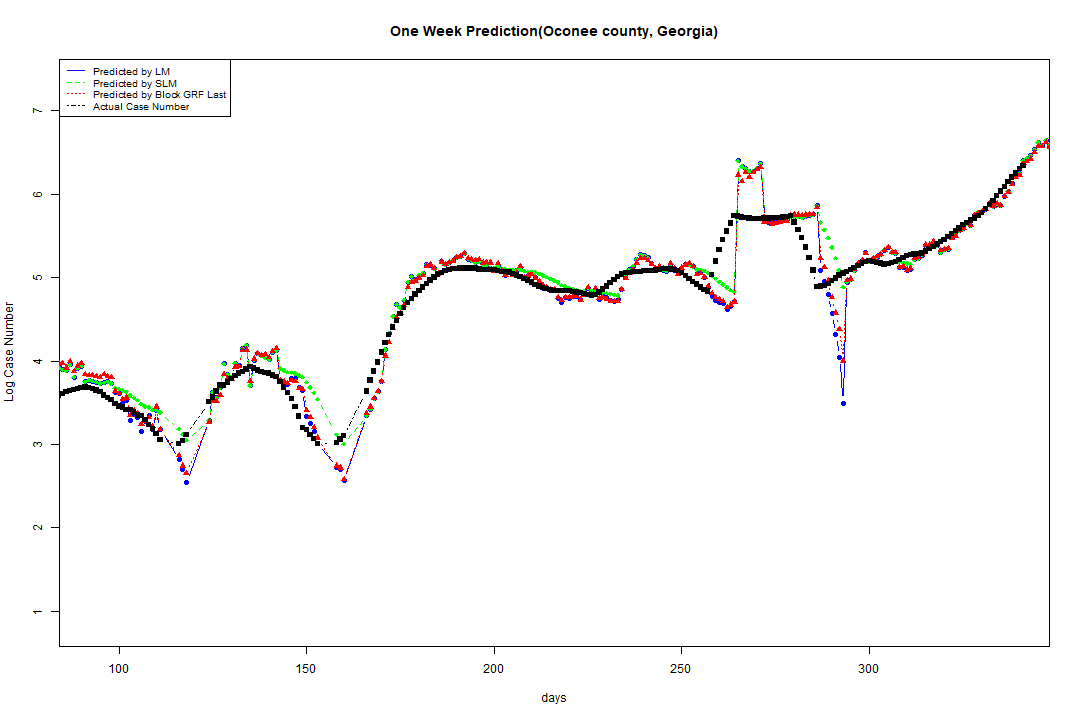 One Week Prediction(Oconee county, Georgia)
Predicted by LM
Predicted by SLM
Predicted by Block GRF Last
Actual Case Number
7
6
5
4
3
2
1
Log Case Number
100 150 200 250 300
days